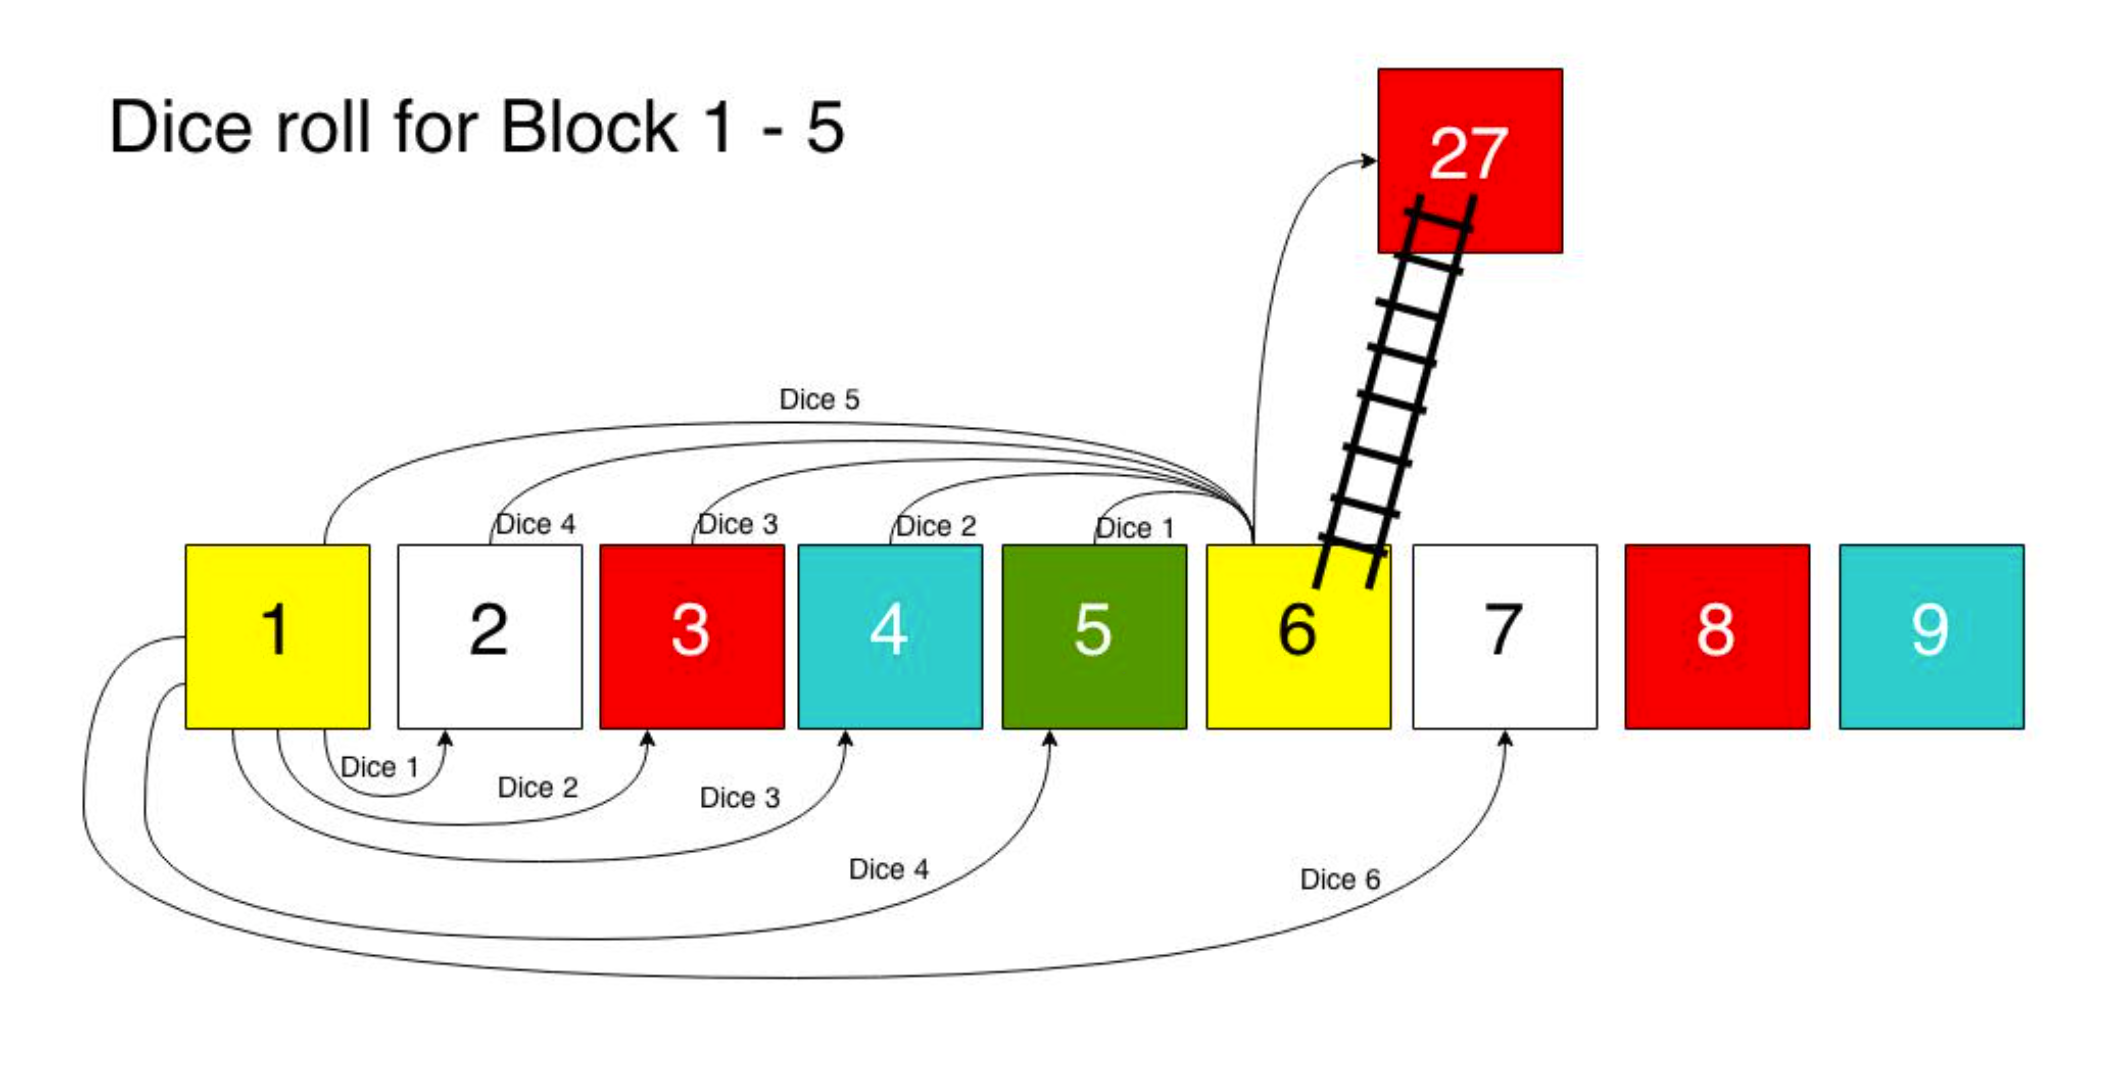 Dice roll for Block 1 - 5
27
Dice 5
Dice 4
Dice 3
Dice 2
Dice 1
1
2
3
4
5
6
7
8
9
Dice 1
Dice 2
Dice 3
Dice 4
Dice 6